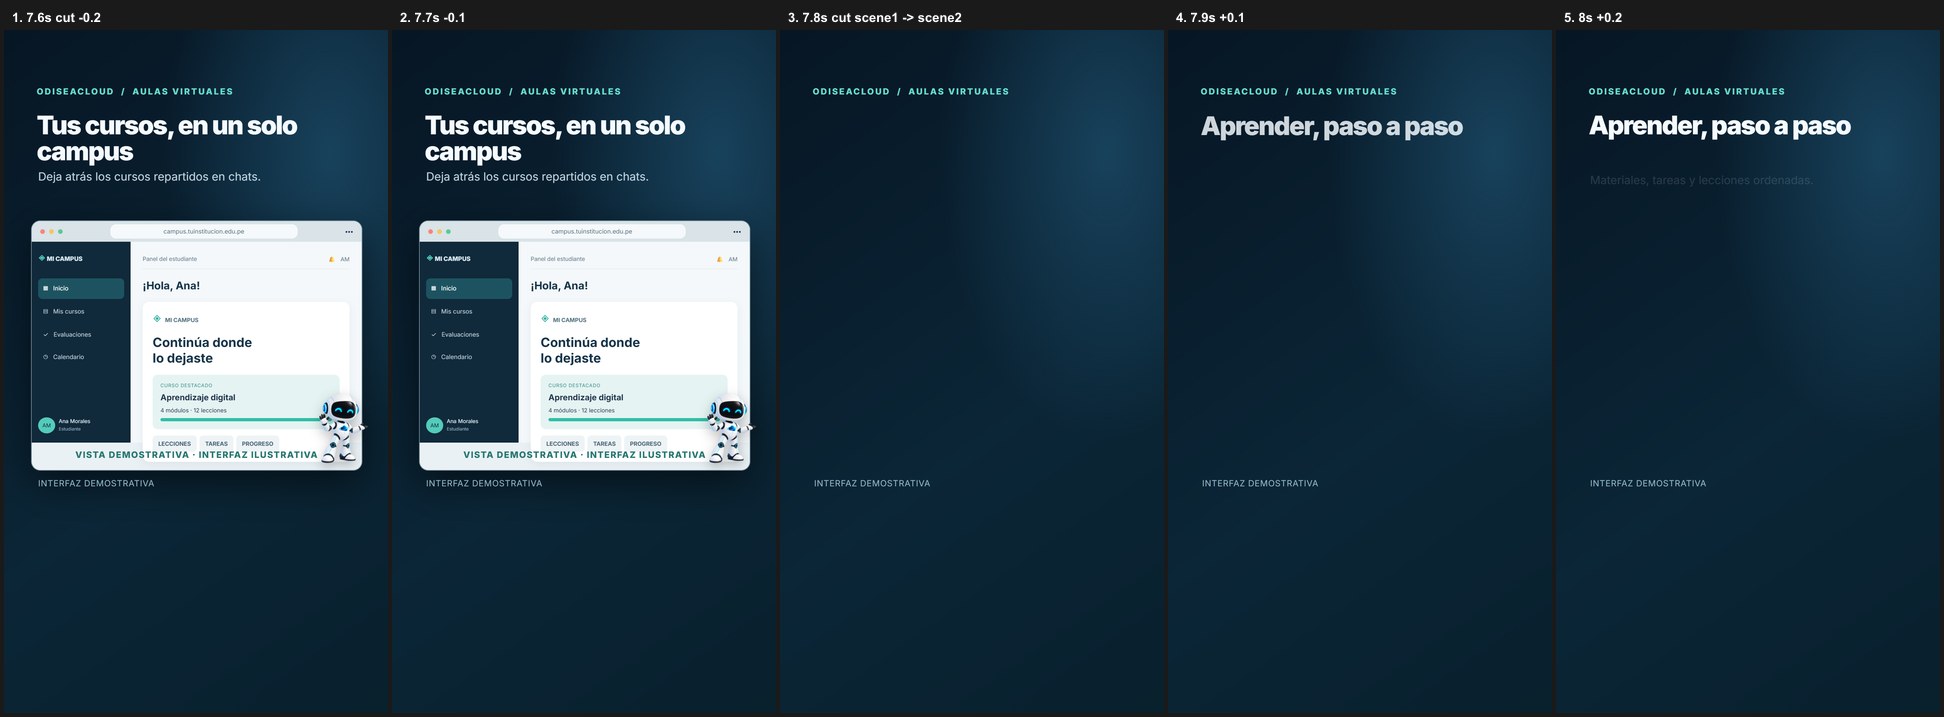 1. 7.6s cut -0.2
ODISEACLOUD / AULAS VIRTUALES
Tus cursos, en un solo
campus
Deja atrás los cursos repartidos en chats.
campus.tuinstitucion.edu.pe
MI CAMPUS
Inicio
Mis cursos
Evaluaciones
Calendario
AM
Ana Morales
Estudiante
Panel del estudiante
AM
¡Hola, Ana!
MI CAMPUS
Continúa donde
lo dejaste
CURSO DESTACADO
Aprendizaje digital
4 módulos · 12 lecciones
LECCIONES
TAREAS
PROGRESO
VISTA DEMOSTRATIVA · INTERFAZ ILUSTRATIVA
INTERFAZ DEMOSTRATIVA
2. 7.7s -0.1
ODISEACLOUD / AULAS VIRTUALES
Tus cursos, en un solo
campus
Deja atrás los cursos repartidos en chats.
campus.tuinstitucion.edu.pe
MI CAMPUS
Inicio
Mis cursos
Evaluaciones
Calendario
AM
Ana Morales
Estudiante
Panel del estudiante
AM
¡Hola, Ana!
MI CAMPUS
Continúa donde
lo dejaste
CURSO DESTACADO
Aprendizaje digital
4 módulos · 12 lecciones
LECCIONES
TAREAS
PROGRESO
VISTA DEMOSTRATIVA · INTERFAZ ILUSTRATIVA
INTERFAZ DEMOSTRATIVA
3. 7.8s cut scene1 -> scene2
ODISEACLOUD / AULAS VIRTUALES
INTERFAZ DEMOSTRATIVA
4. 7.9s +0.1
ODISEACLOUD / AULAS VIRTUALES
Aprender, paso a paso
INTERFAZ DEMOSTRATIVA
5. 8s +0.2
ODISEACLOUD / AULAS VIRTUALES
Aprender, paso a paso
Materiales, tareas y lecciones ordenadas.
INTERFAZ DEMOSTRATIVA